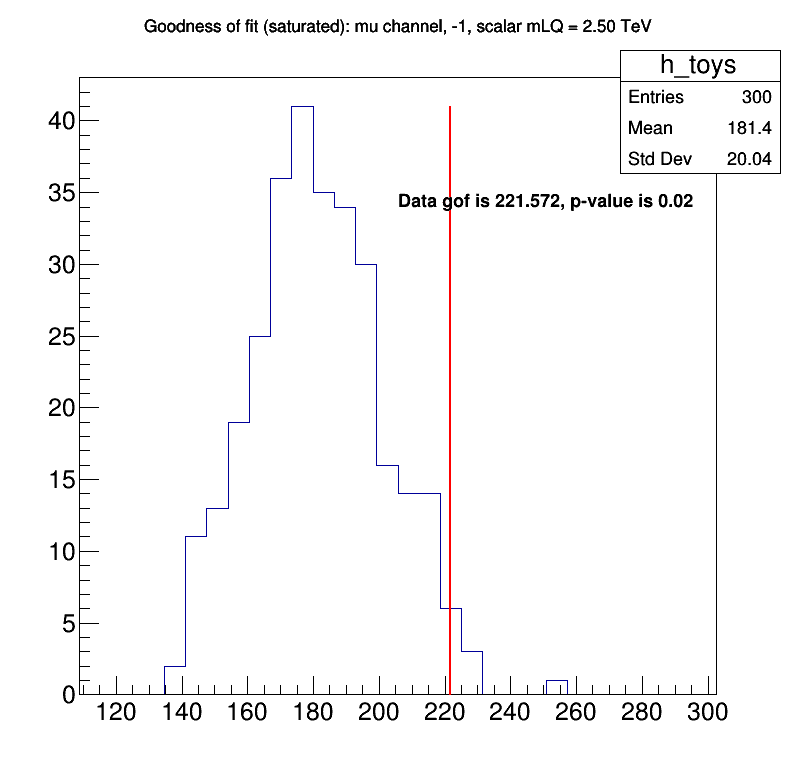 Goodness of fit (saturated): mu channel, -1, scalar mLQ = 2.50 TeV
h_toys
Entries 300
Mean 181.4
Std Dev 20.04
Data gof is 221.572, p-value is 0.02
40
35
30
25
20
15
10
5
0
120 140 160 180 200 220 240 260 280 300